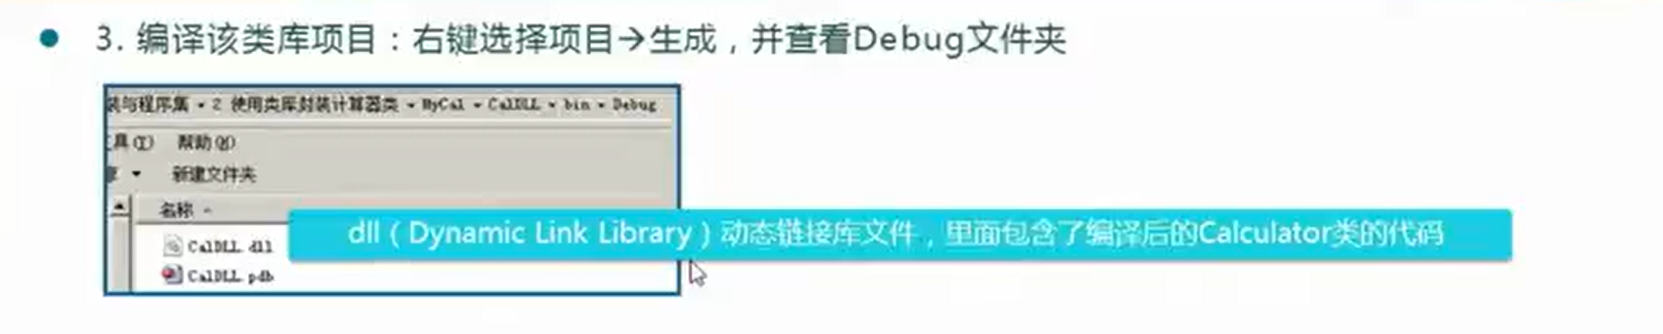 3. 编译该类库项目：右键选择项目→生成，并查看Debug文件夹
装与程序集 ▾ 2 使用类库封装计算器类 ▾ MyCal ▾ CalDLL ▾ bin ▾ Debug
工具(T) 帮助(H)
新建文件夹
名称
CalDLL.dll
dll（Dynamic Link Library）动态链接库文件，里面包含了编译后的Calculator类的代码
CalDLL.pdb